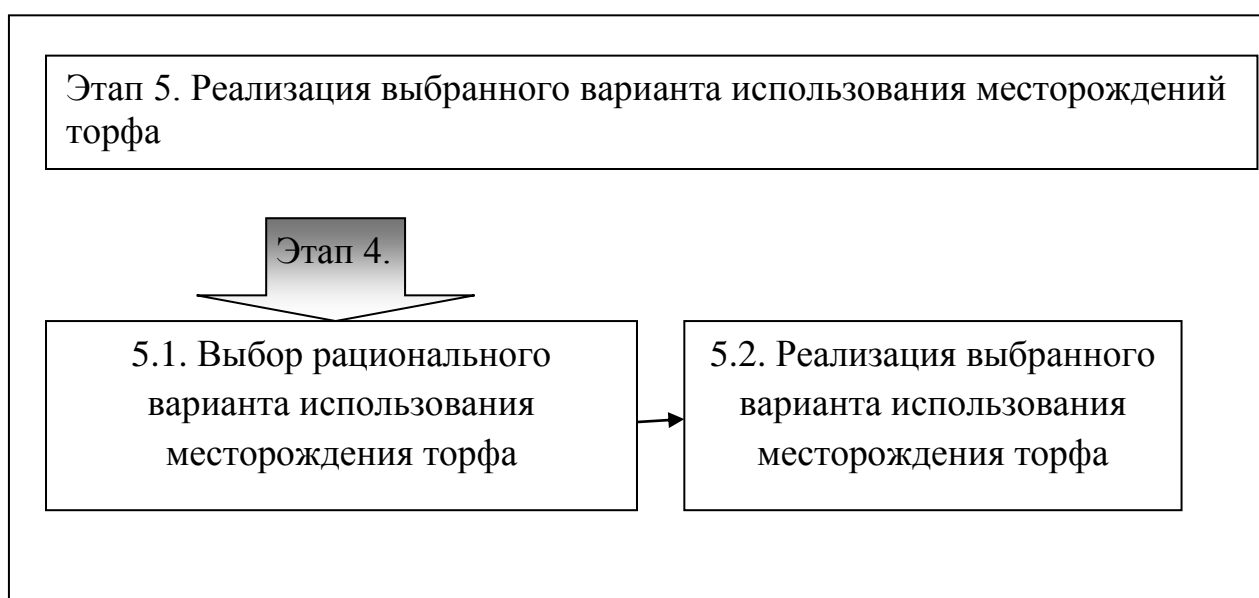 Этап 5. Реализация выбранного варианта использования месторождений
торфа
Этап 4.
5.1. Выбор рационального
варианта использования
месторождения торфа
5.2. Реализация выбранного
варианта использования
месторождения торфа